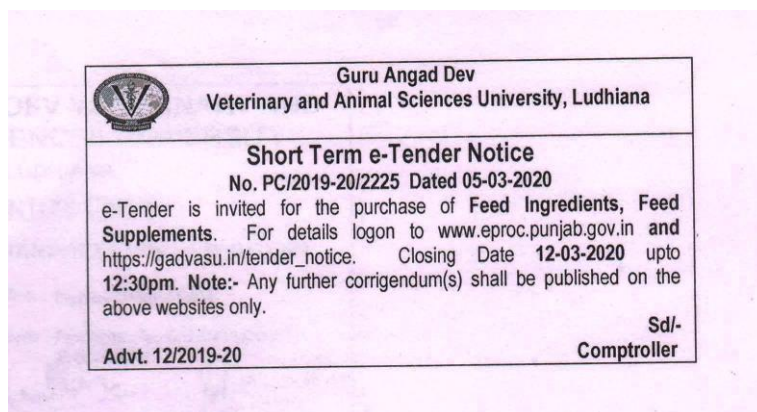 Guru Angad Dev
Veterinary and Animal Sciences University, Ludhiana
Short Term e-Tender Notice
No. PC/2019-20/2225 Dated 05-03-2020
e-Tender is invited for the purchase of Feed Ingredients, Feed
Supplements. For details logon to www.eproc.punjab.gov.in and
https://gadvasu.in/tender_notice. Closing Date 12-03-2020 upto
12:30pm. Note:- Any further corrigendum(s) shall be published on the
above websites only.
Sd/-
Advt. 12/2019-20 Comptroller